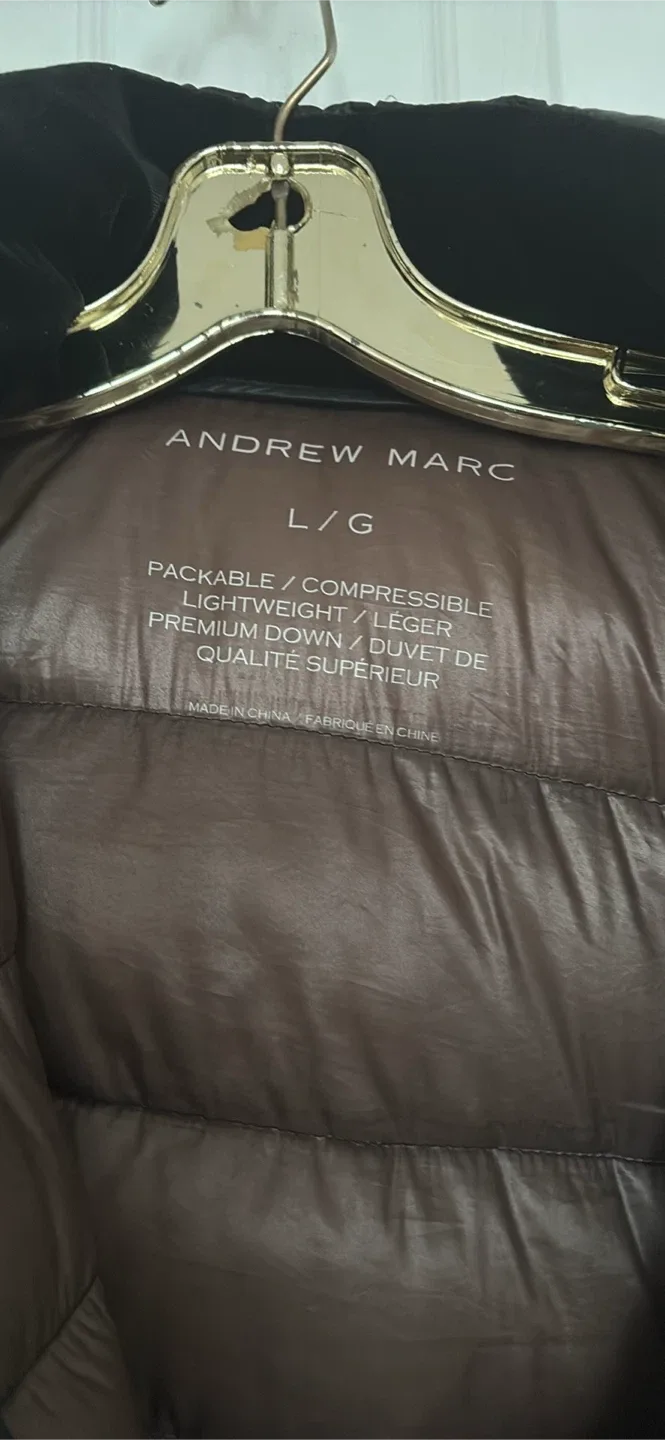 ANDREW MARC
L / G
PACKABLE / COMPRESSIBLE
LIGHTWEIGHT / LÉGER
PREMIUM DOWN / DUVET DE
QUALITÉ SUPÉRIEUR
MADE IN CHINA / FABRIQUÉ EN CHINE